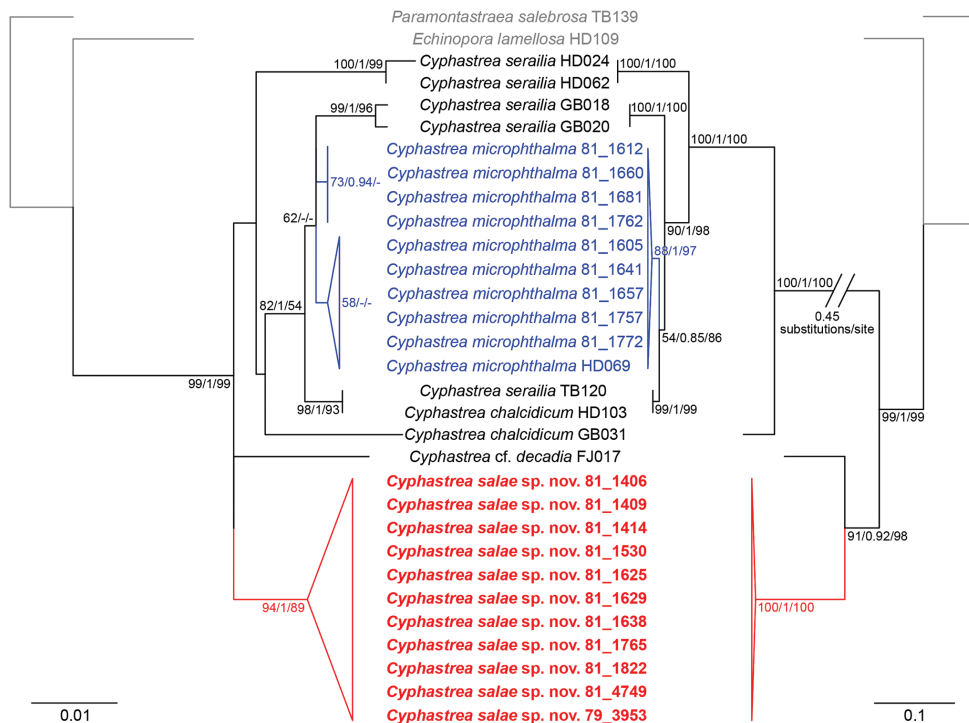 Paramontastraea salebrosa TB139
Echinopora lamellosa HD109
100/1/99
Cyphastrea serailia HD024
100/1/100
Cyphastrea serailia HD062
99/1/96
Cyphastrea serailia GB018
100/1/100
Cyphastrea serailia GB020
100/1/100
Cyphastrea microphthalma 81_1612
Cyphastrea microphthalma 81_1660
73/0.94/-
Cyphastrea microphthalma 81_1681
62/-/-
Cyphastrea microphthalma 81_1762
90/1/98
Cyphastrea microphthalma 81_1605
88/1/97
Cyphastrea microphthalma 81_1641
100/1/100
Cyphastrea microphthalma 81_1657
82/1/54
58/-/-
0.45
substitutions/site
Cyphastrea microphthalma 81_1757
54/0.85/86
Cyphastrea microphthalma 81_1772
Cyphastrea microphthalma HD069
99/1/99
Cyphastrea serailia TB120
98/1/93
Cyphastrea chalcidicum HD103
99/1/99
99/1/99
Cyphastrea chalcidicum GB031
Cyphastrea cf. decadia FJ017
Cyphastrea salae sp. nov. 81_1406
Cyphastrea salae sp. nov. 81_1409
Cyphastrea salae sp. nov. 81_1414
91/0.92/98
Cyphastrea salae sp. nov. 81_1530
Cyphastrea salae sp. nov. 81_1625
94/1/89
Cyphastrea salae sp. nov. 81_1629
100/1/100
Cyphastrea salae sp. nov. 81_1638
Cyphastrea salae sp. nov. 81_1765
Cyphastrea salae sp. nov. 81_1822
Cyphastrea salae sp. nov. 81_4749
Cyphastrea salae sp. nov. 79_3953
0.01
0.1